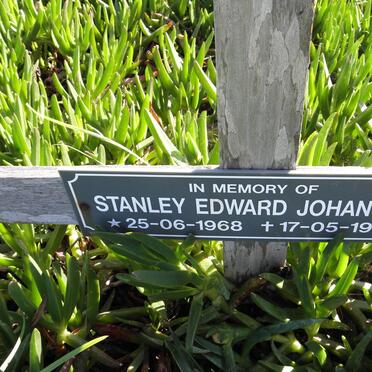 IN MEMORY OF
STANLEY EDWARD JOHAN
★ 25-06-1968 ✝ 17-05-19